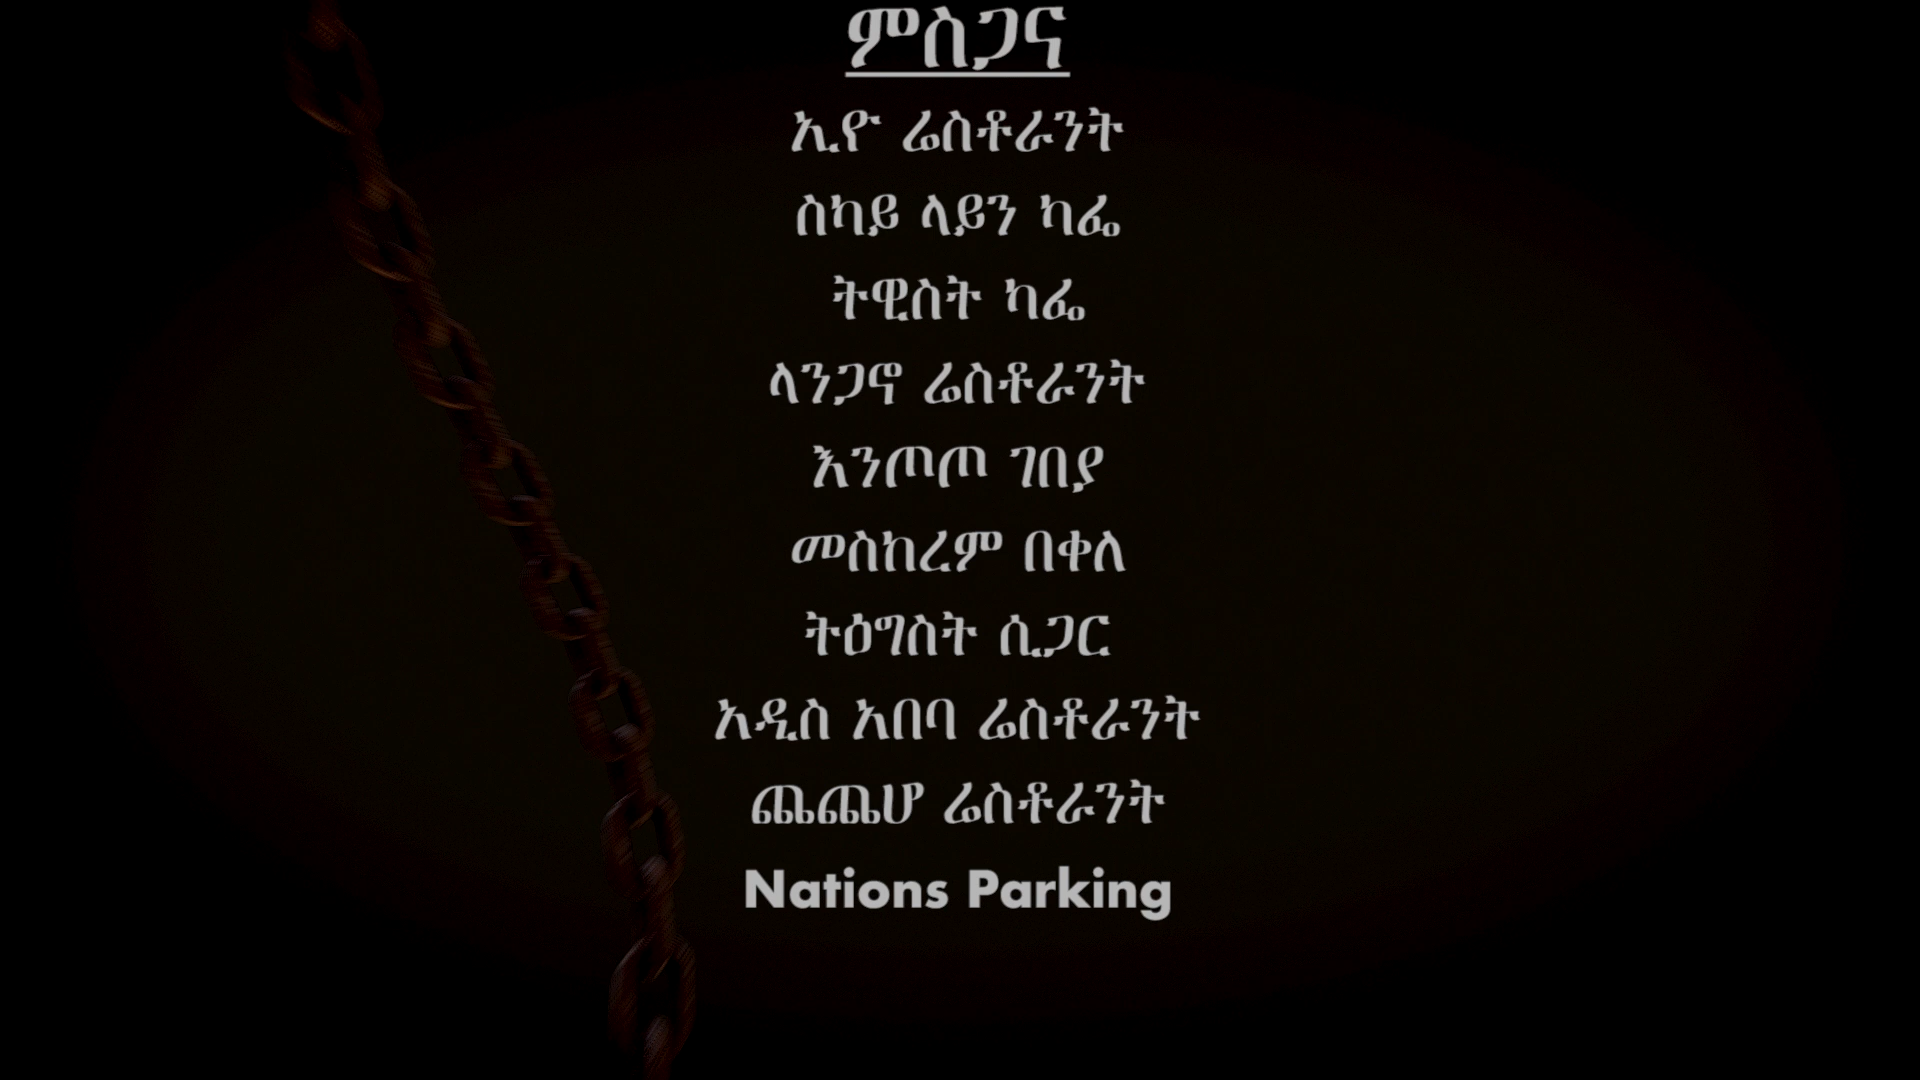 ምስጋና
ኢዮ ሬስቶራንት
ስካይ ላይን ካፌ
ትዊስት ካፌ
ላንጋኖ ሬስቶራንት
እንጦጦ ገበያ
መስከረም በቀለ
ትዕግስት ሲጋር
አዲስ አበባ ሬስቶራንት
ጨጨሆ ሬስቶራንት
Nations Parking